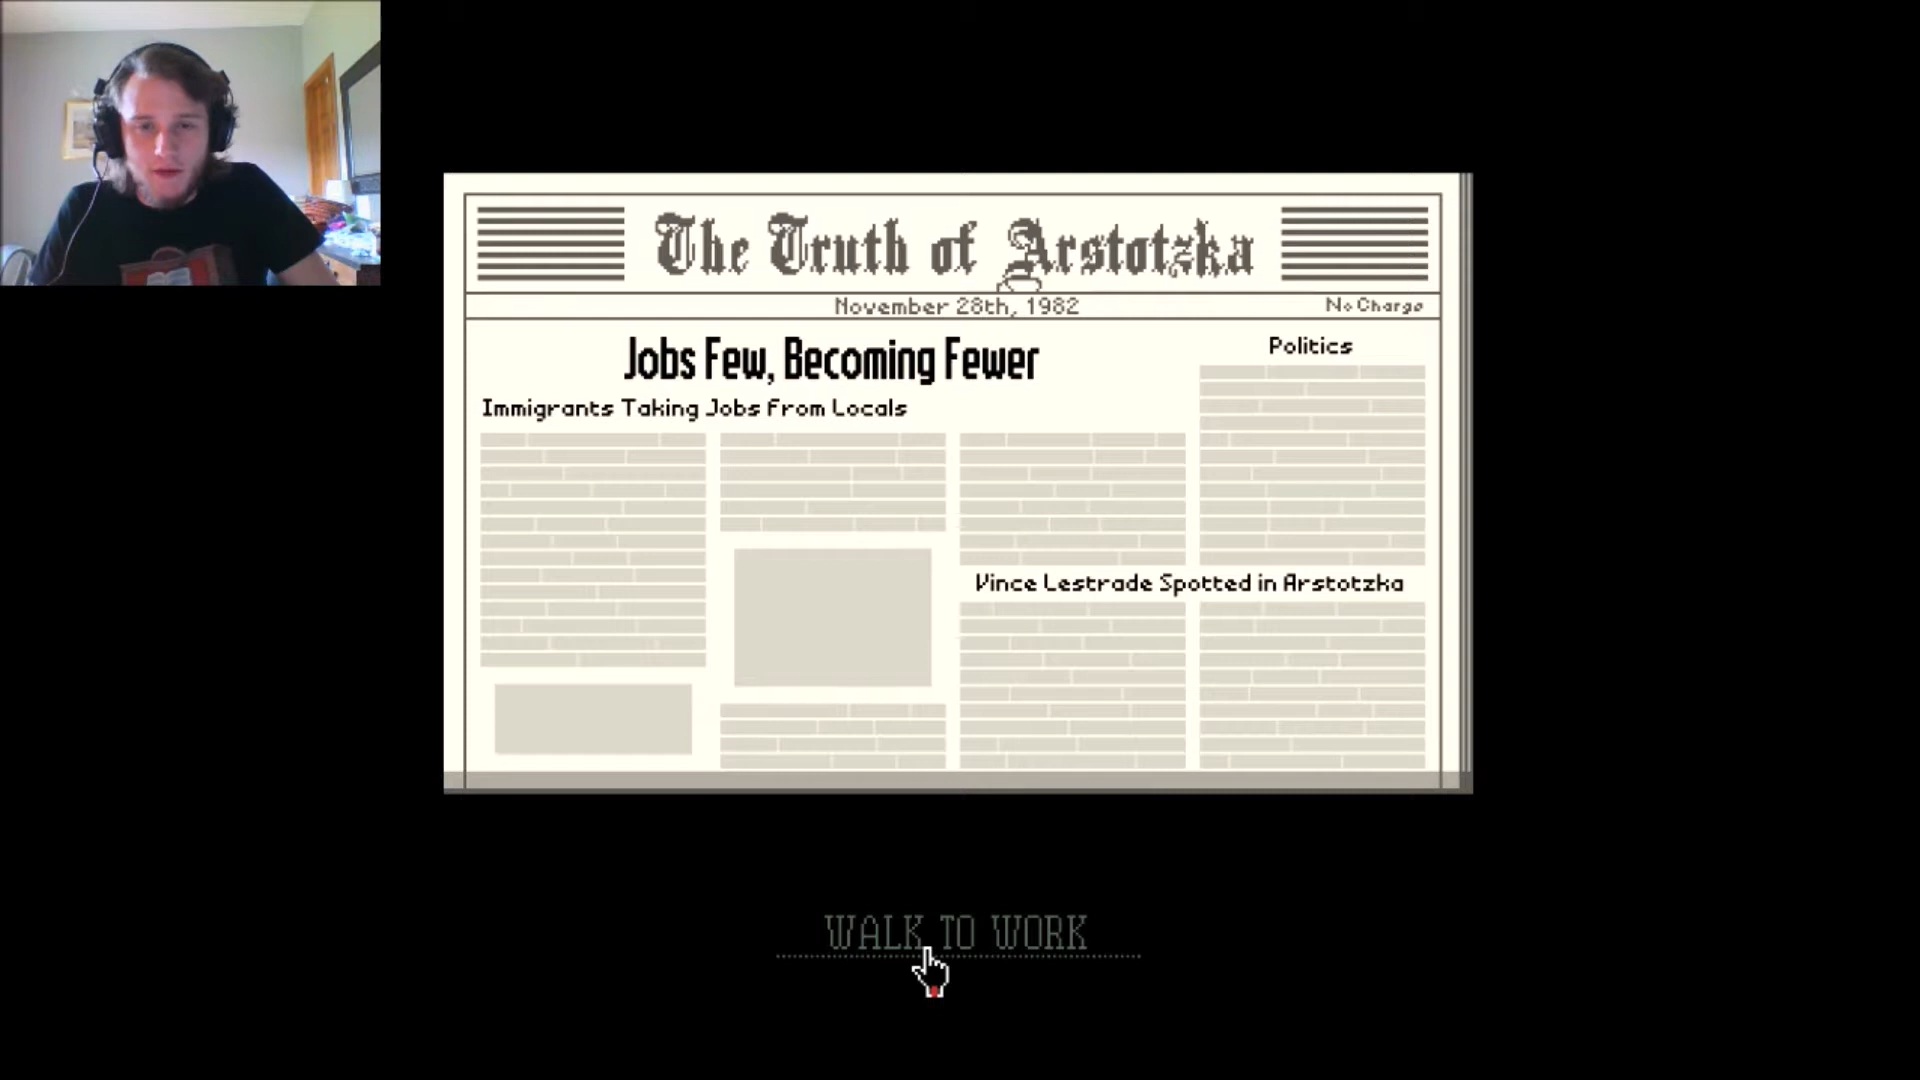 The Truth of Arstotzka
November 28th, 1982
No Charge
Jobs Few, Becoming Fewer
Immigrants Taking Jobs From Locals
Politics
Vince Lestrade Spotted in Arstotzka
WALK TO WORK